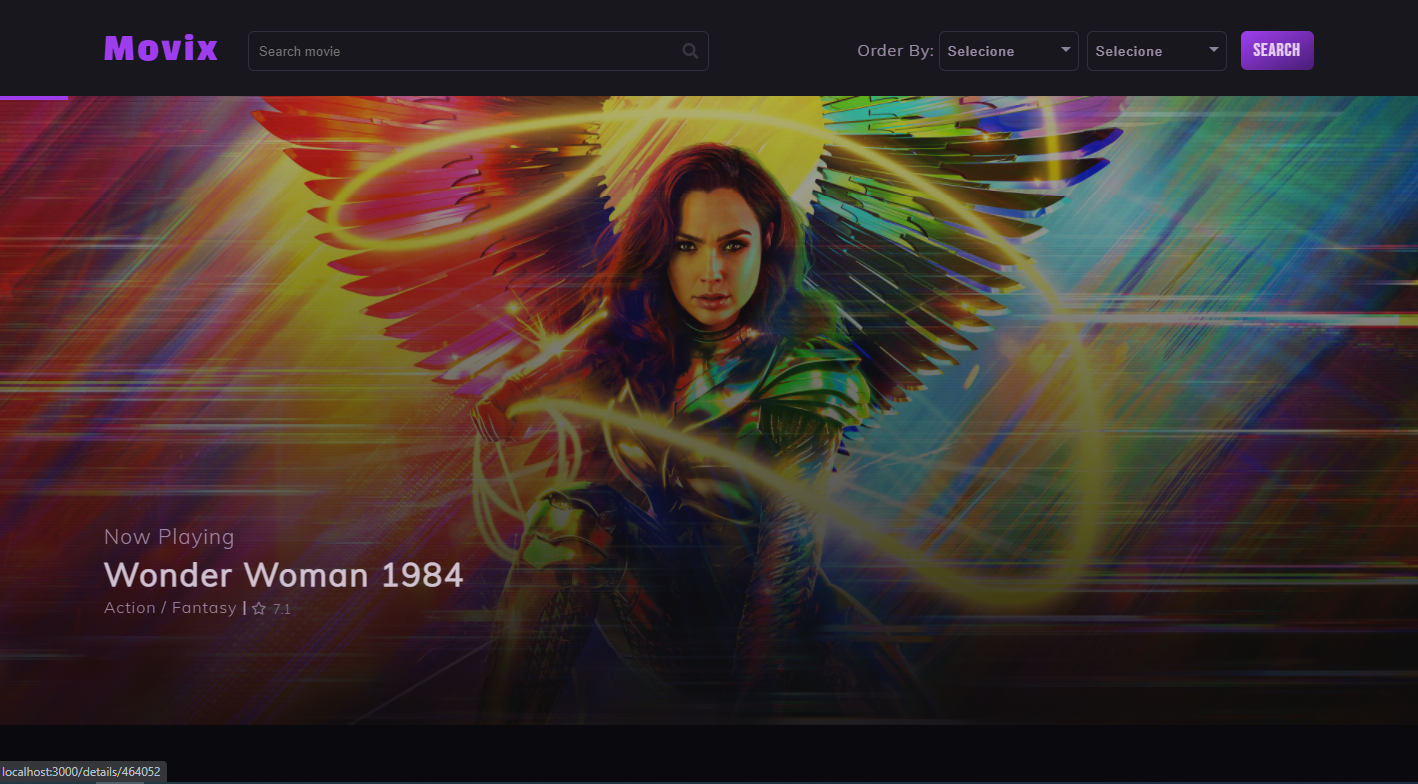 Movix
Search movie
Order By: Selecione Selecione SEARCH
Now Playing
Wonder Woman 1984
Action / Fantasy | 7.1
localhost:3000/details/464052